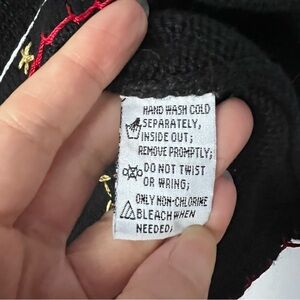 HAND WASH COLD
SEPARATELY,
INSIDE OUT;
REMOVE PROMPTLY;
DO NOT TWIST
OR WRING;
ONLY NON-CHLORINE
BLEACH WHEN
NEEDED;